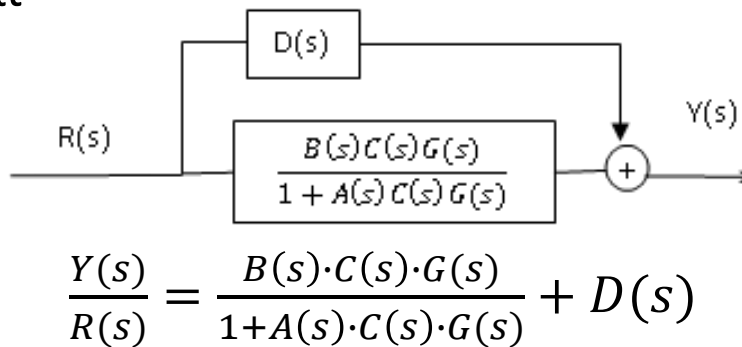 D(s)
R(s)
Y(s)
B(s)C(s)G(s)
1 + A(s)C(s)G(s)
+
Y(s)/R(s) = B(s)·C(s)·G(s)/1+A(s)·C(s)·G(s) + D(s)